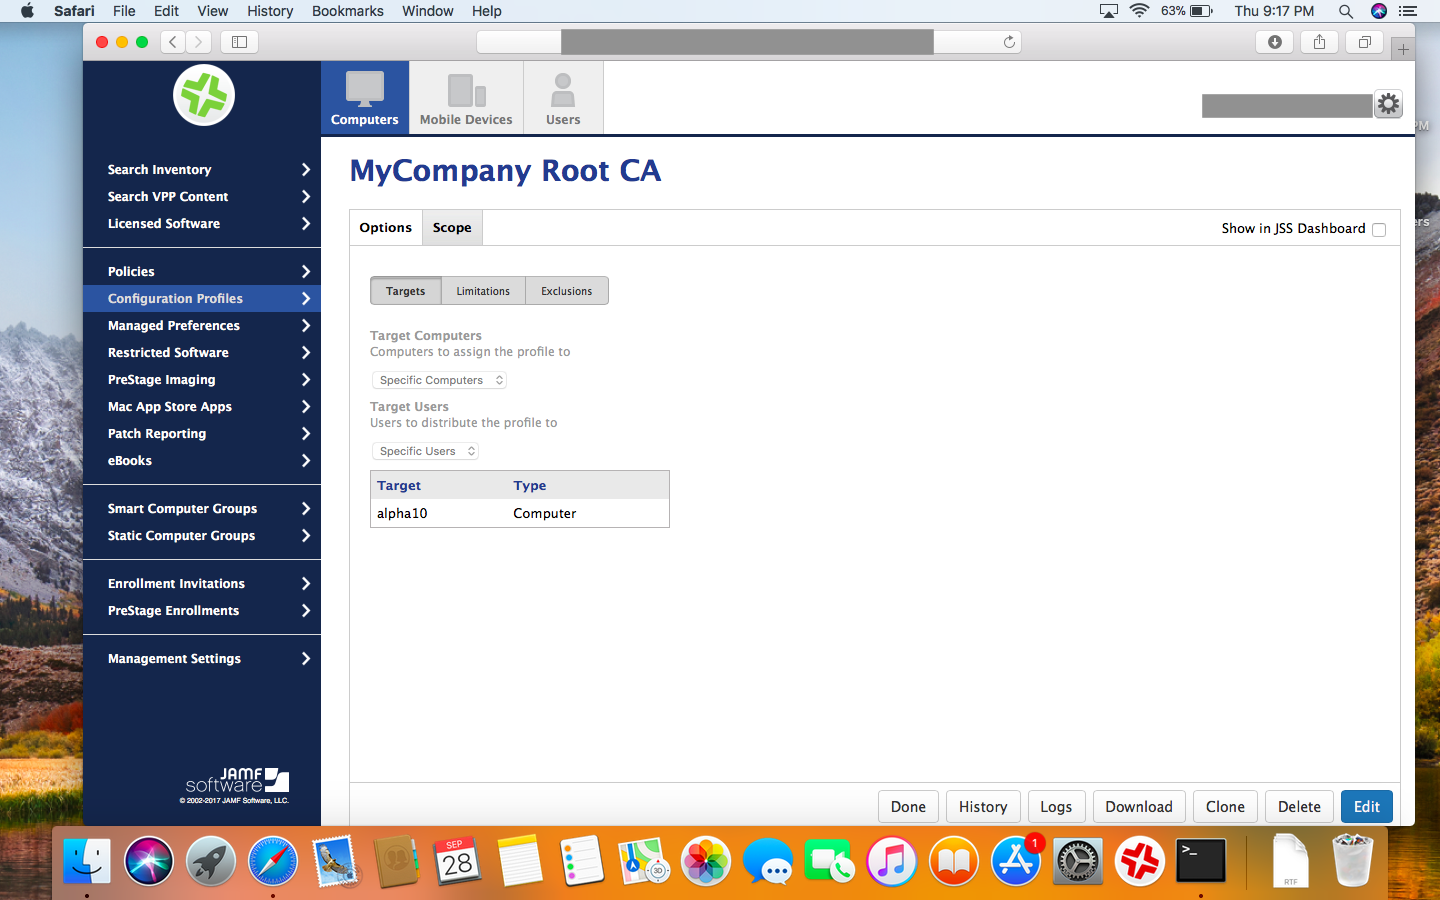 Safari File Edit View History Bookmarks Window Help 63% Thu 9:17 PM
Computers Mobile Devices Users
PM
MyCompany Root CA
Search Inventory
Search VPP Content
Licensed Software
Policies
Configuration Profiles
Managed Preferences
Restricted Software
PreStage Imaging
Mac App Store Apps
Patch Reporting
eBooks
Smart Computer Groups
Static Computer Groups
Enrollment Invitations
PreStage Enrollments
Management Settings
JAMF
software
© 2002-2017 JAMF Software, LLC.
Options Scope Show in JSS Dashboard
ers
Targets Limitations Exclusions
Target Computers
Computers to assign the profile to
Specific Computers
Target Users
Users to distribute the profile to
Specific Users
Target Type
alpha10 Computer
Done History Logs Download Clone Delete Edit
SEP
28
3D
1
>_
RTF